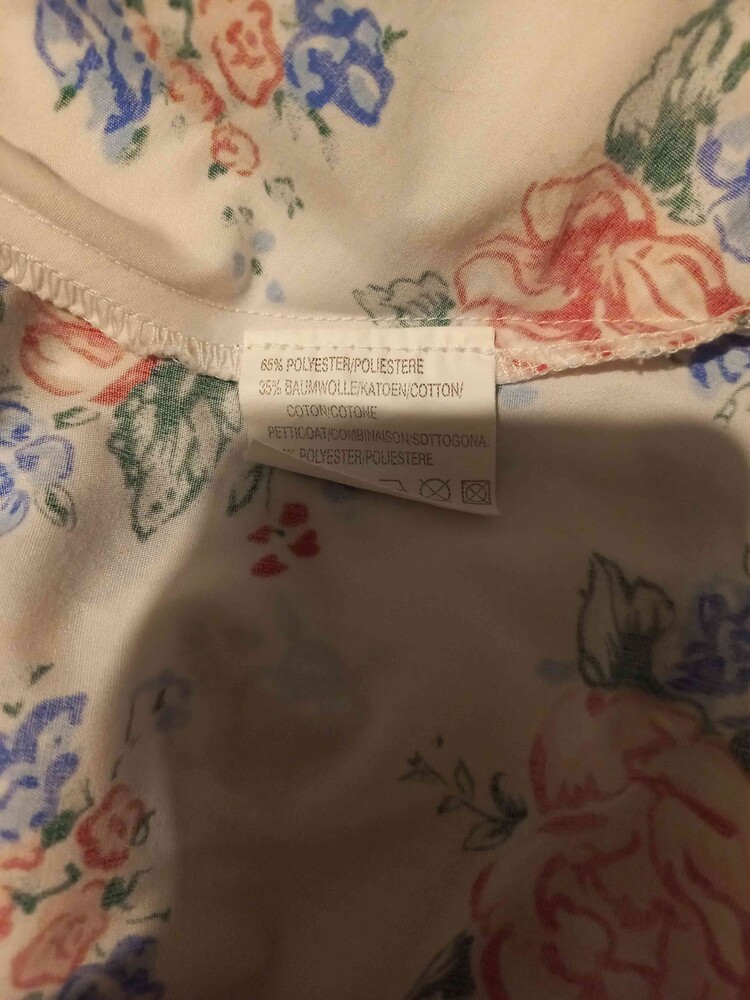 65% POLYESTER/POLIESTERE
35% BAUMWOLLE/KATOEN/COTTON/
COTON/COTONE
PETTICOAT/COMBINAISON/SOTTOGONA
POLYESTER/POLIESTERE